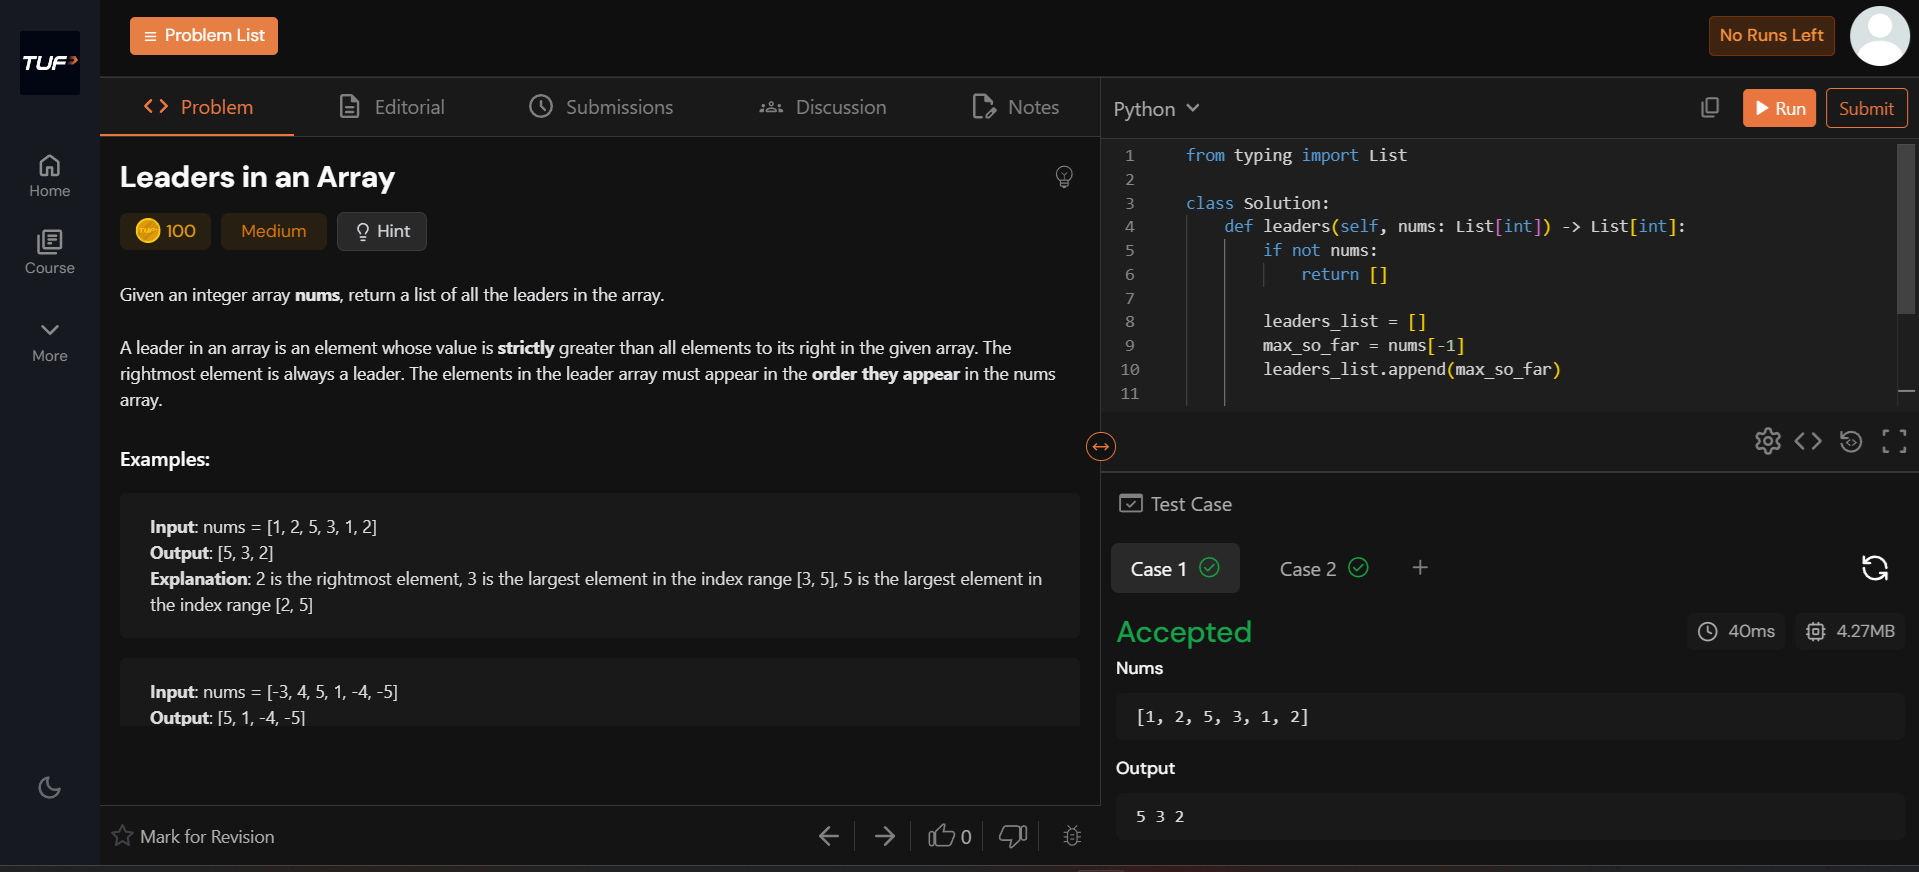 TUF
Home
Course
More
Problem List
No Runs Left
Problem
Editorial
Submissions
Discussion
Notes
Leaders in an Array
100
Medium
Hint
Given an integer array nums, return a list of all the leaders in the array.
A leader in an array is an element whose value is strictly greater than all elements to its right in the given array. The
rightmost element is always a leader. The elements in the leader array must appear in the order they appear in the nums
array.
Examples:
Input: nums = [1, 2, 5, 3, 1, 2]
Output: [5, 3, 2]
Explanation: 2 is the rightmost element, 3 is the largest element in the index range [3, 5], 5 is the largest element in
the index range [2, 5]
Input: nums = [-3, 4, 5, 1, -4, -5]
Output: [5, 1, -4, -5]
Mark for Revision
0
Python
Run
Submit
1 from typing import List
2
3 class Solution:
4 def leaders(self, nums: List[int]) -> List[int]:
5 if not nums:
6 return []
7
8 leaders_list = []
9 max_so_far = nums[-1]
10 leaders_list.append(max_so_far)
11
Test Case
Case 1
Case 2
Accepted
40ms
4.27MB
Nums
[1, 2, 5, 3, 1, 2]
Output
5 3 2